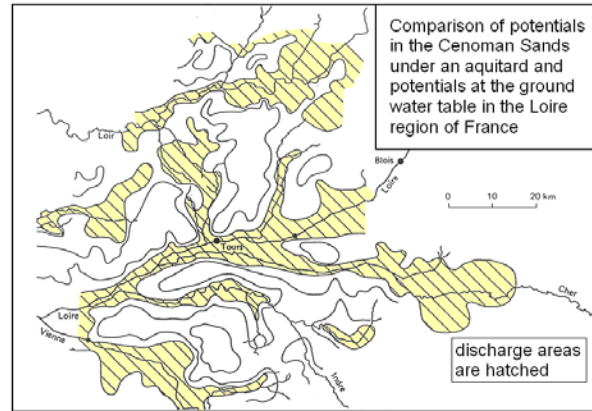 Comparison of potentials
in the Cenoman Sands
under an aquitard and
potentials at the ground
water table in the Loire
region of France
Loir
Blois
Loire
0 10 20 km
Tours
Cher
Loire
Vienne
Indre
discharge areas
are hatched